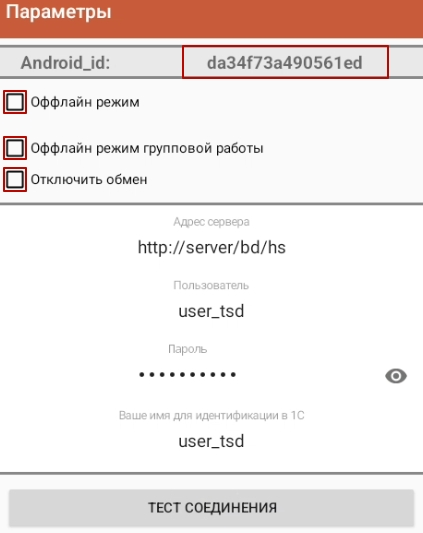 Параметры
Android_id: da34f73a490561ed
Оффлайн режим
Оффлайн режим групповой работы
Отключить обмен
Адрес сервера
http://server/bd/hs
Пользователь
user_tsd
Пароль
••••••••••
Ваше имя для идентификации в 1С
user_tsd
ТЕСТ СОЕДИНЕНИЯ